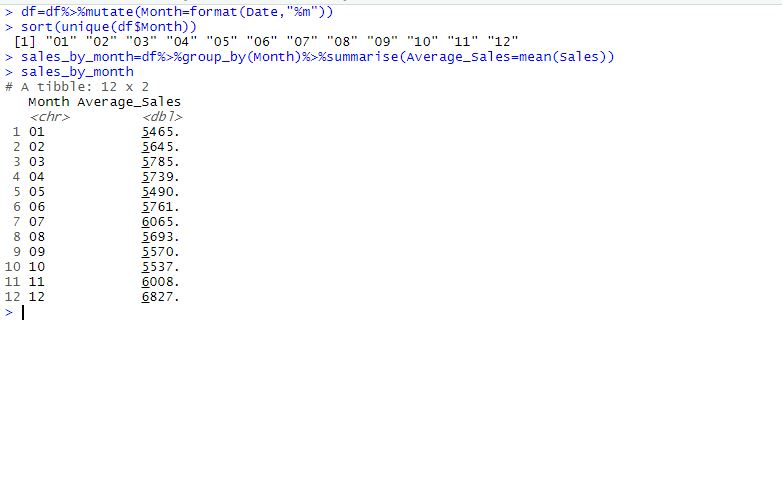 > df=df%>%mutate(Month=format(Date,"%m"))
> sort(unique(df$Month))
[1] "01" "02" "03" "04" "05" "06" "07" "08" "09" "10" "11" "12"
> sales_by_month=df%>%group_by(Month)%>%summarise(Average_Sales=mean(Sales))
> sales_by_month
# A tibble: 12 x 2
Month Average_Sales
<chr> <dbl>
1 01 5465.
2 02 5645.
3 03 5785.
4 04 5739.
5 05 5490.
6 06 5761.
7 07 6065.
8 08 5693.
9 09 5570.
10 10 5537.
11 11 6008.
12 12 6827.
>